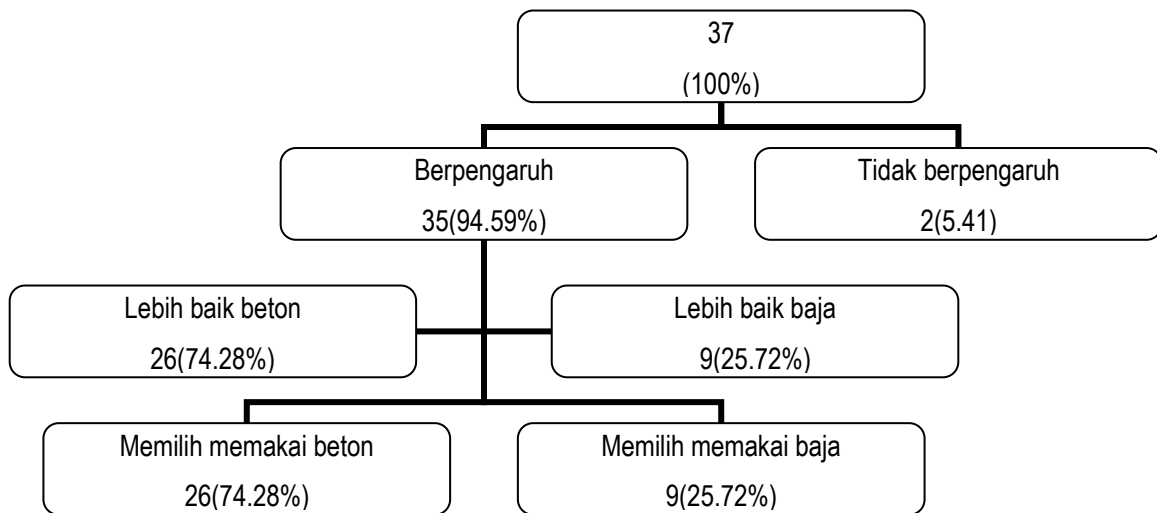 37
(100%)
Berpengaruh
35(94.59%)
Tidak berpengaruh
2(5.41)
Lebih baik beton
26(74.28%)
Lebih baik baja
9(25.72%)
Memilih memakai beton
26(74.28%)
Memilih memakai baja
9(25.72%)